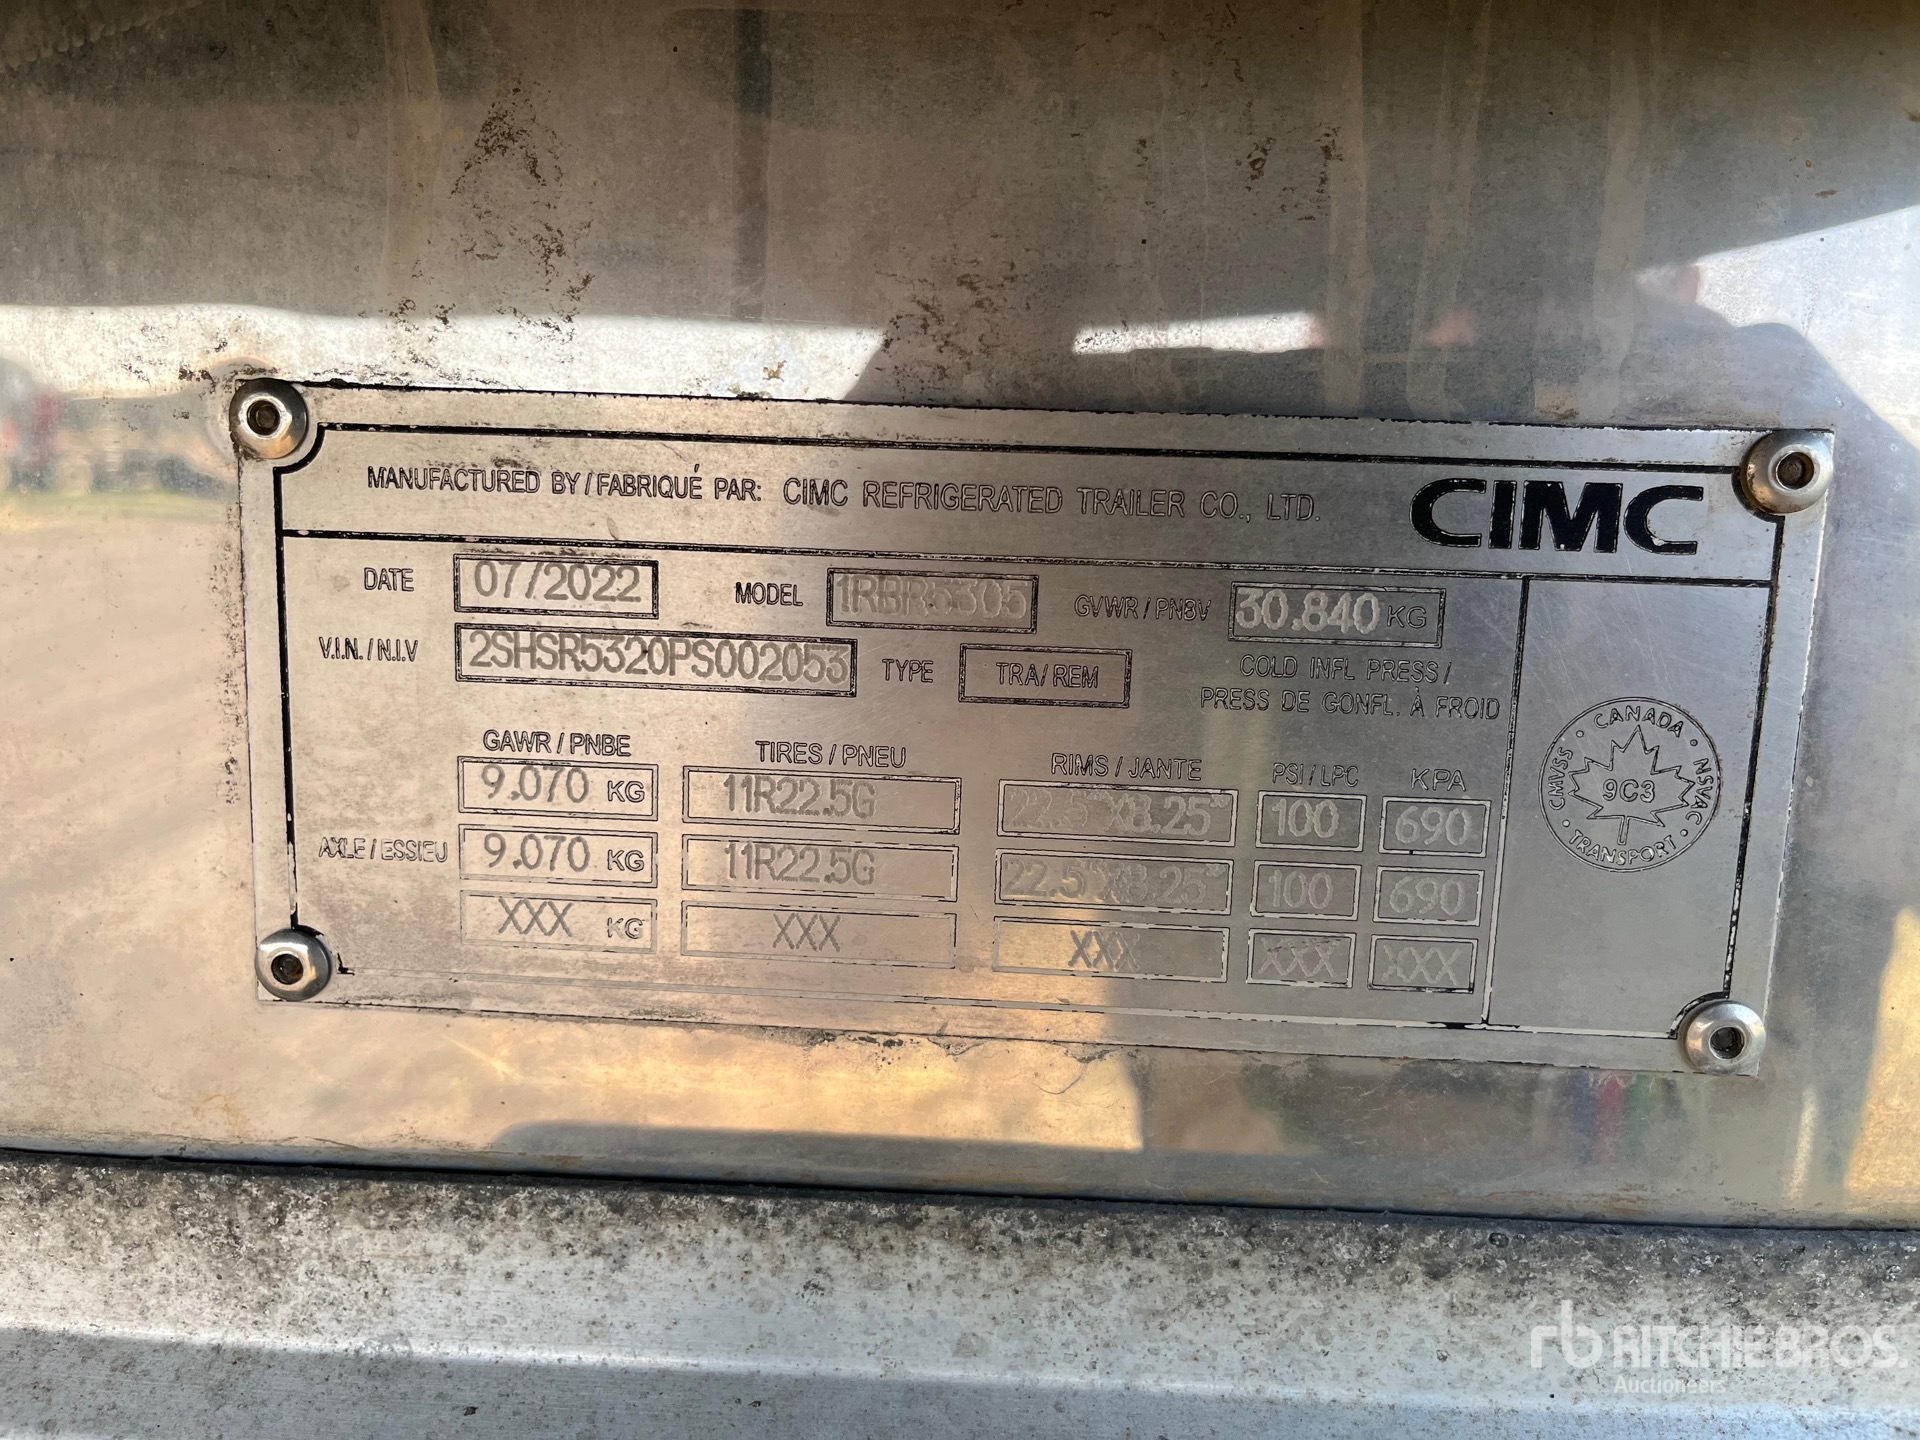 MANUFACTURED BY / FABRIQUÉ PAR: CIMC REFRIGERATED TRAILER CO., LTD. CIMC
DATE 07/2022 MODEL 1RBR5305 GVWR / PNBV 30.840 KG
V.I.N. / N.I.V 2SHSR5320PS002053 TYPE TRA/REM
COLD INFL PRESS /
PRESS DE GONFL. À FROID
GAWR / PNBE TIRES / PNEU RIMS / JANTE PSI / LPC KPA
9.070 KG 11R22.5G 22.5"X8.25" 100 690
AXLE / ESSIEU 9.070 KG 11R22.5G 22.5"X8.25" 100 690
XXX KG XXX XXX XXX XXX
CANADA · NSVAC · TRANSPORT · CMVSS ·
9C3
rb RITCHIE BROS.
Auctioneers